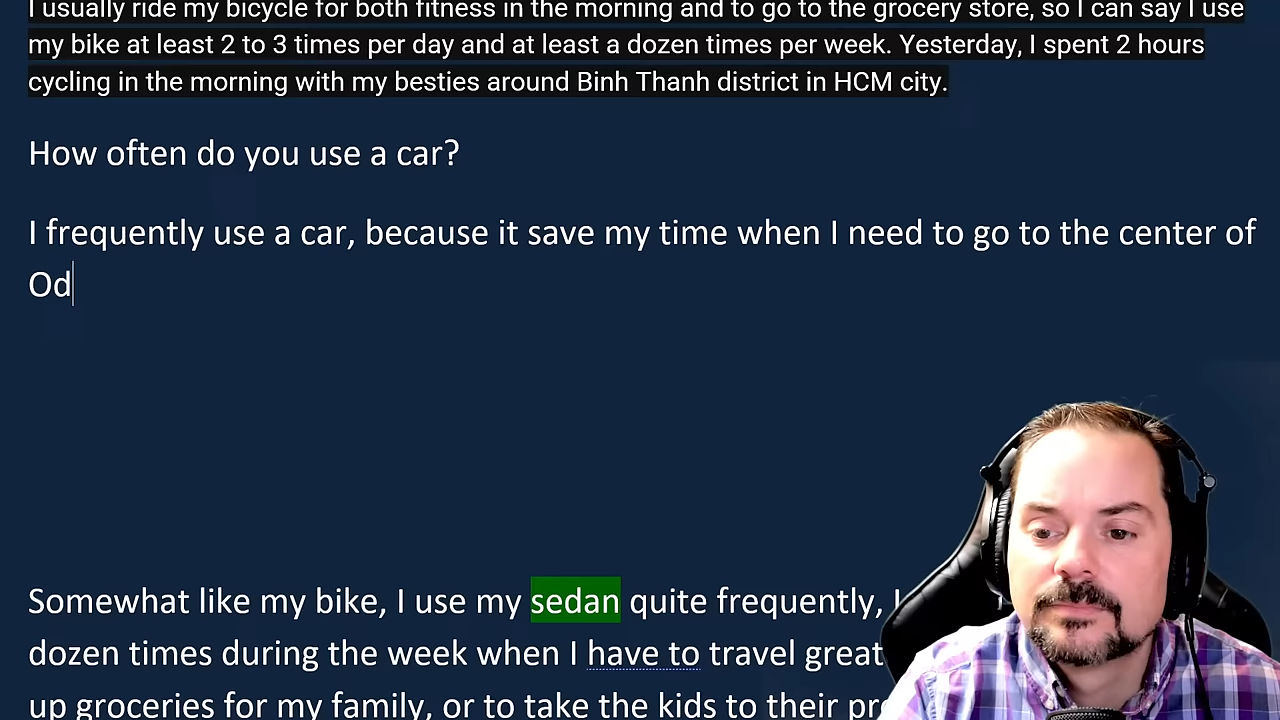 I usually ride my bicycle for both fitness in the morning and to go to the grocery store, so I can say I use
my bike at least 2 to 3 times per day and at least a dozen times per week. Yesterday, I spent 2 hours
cycling in the morning with my besties around Binh Thanh district in HCM city.
How often do you use a car?
I frequently use a car, because it save my time when I need to go to the center of
Od
Somewhat like my bike, I use my sedan quite frequently, I
dozen times during the week when I have to travel great
up groceries for my family, or to take the kids to their